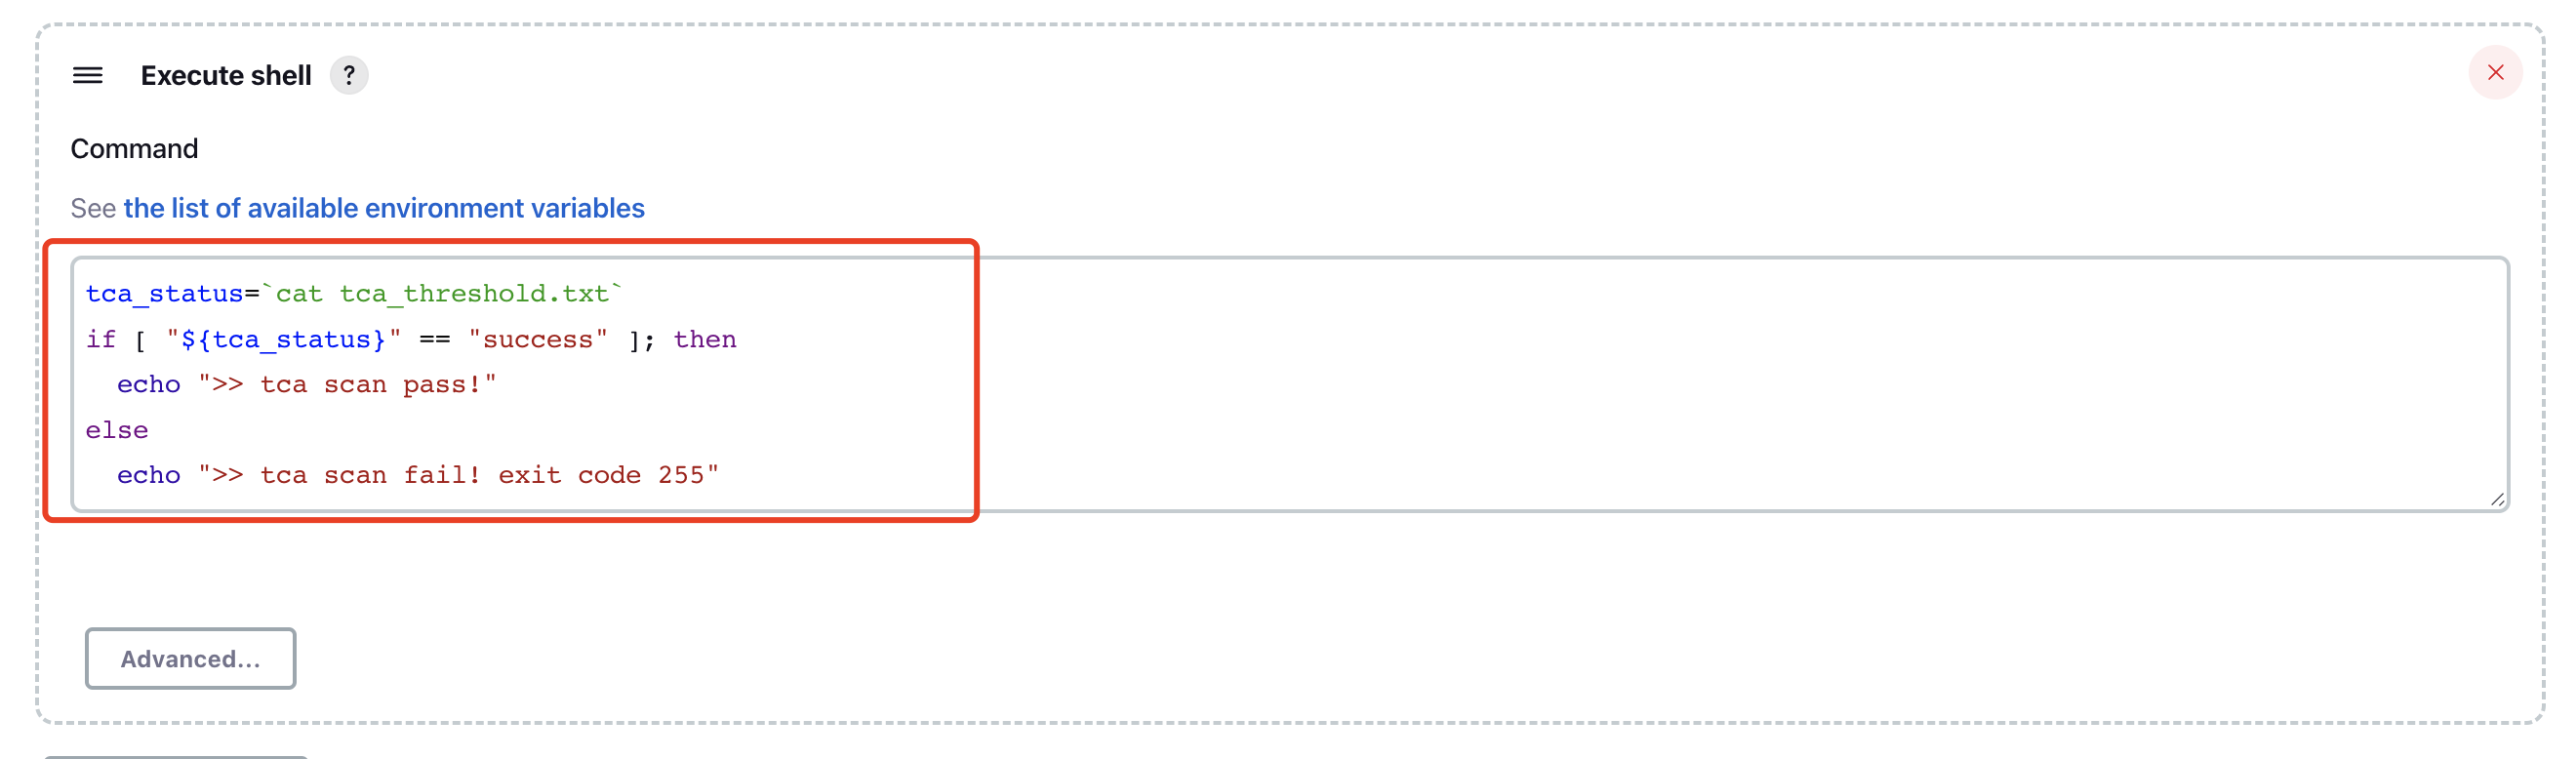 Execute shell ?
Command
See the list of available environment variables
tca_status=`cat tca_threshold.txt`
if [ "${tca_status}" == "success" ]; then
  echo ">> tca scan pass!"
else
  echo ">> tca scan fail! exit code 255"
Advanced...